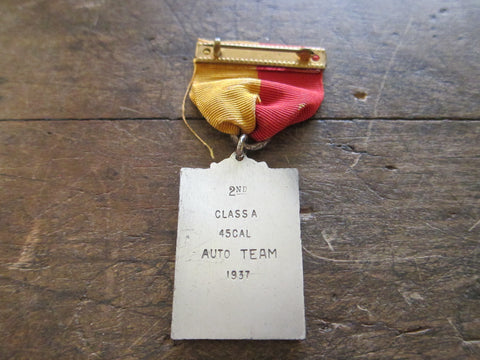 2ND
CLASS A
45CAL
AUTO TEAM
1937